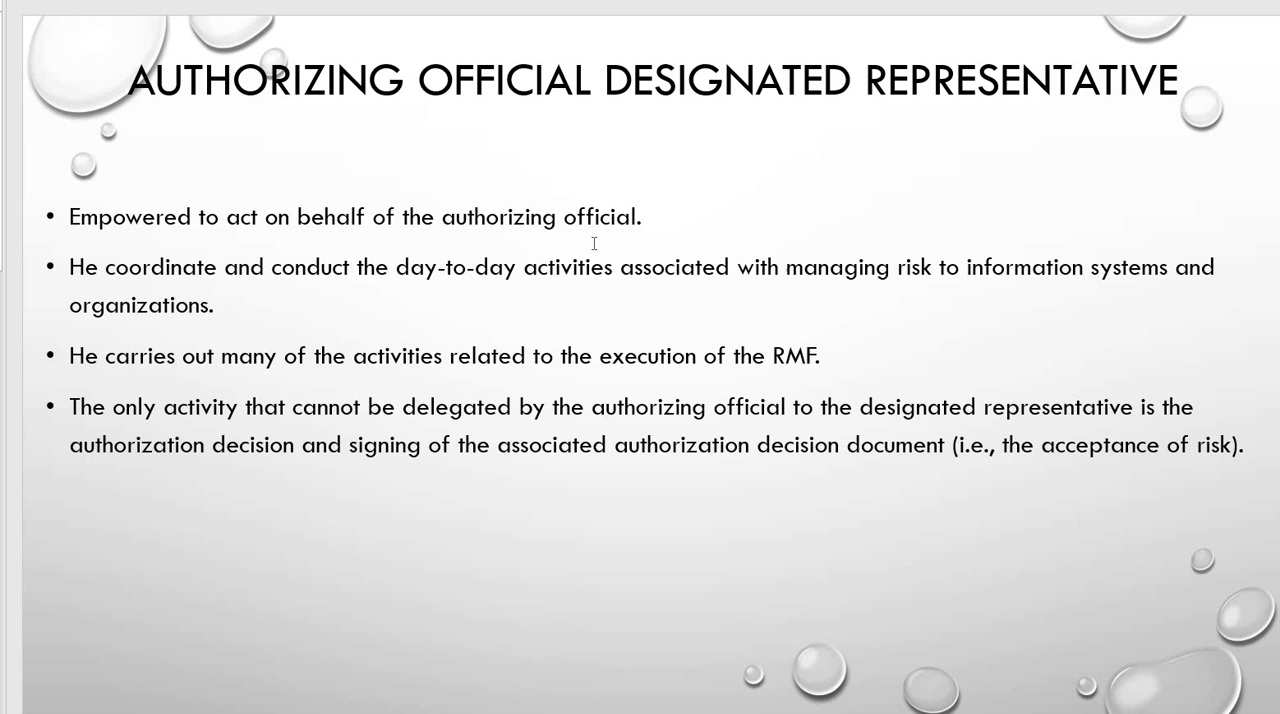 AUTHORIZING OFFICIAL DESIGNATED REPRESENTATIVE
• Empowered to act on behalf of the authorizing official.
• He coordinate and conduct the day-to-day activities associated with managing risk to information systems and
organizations.
• He carries out many of the activities related to the execution of the RMF.
• The only activity that cannot be delegated by the authorizing official to the designated representative is the
authorization decision and signing of the associated authorization decision document (i.e., the acceptance of risk).